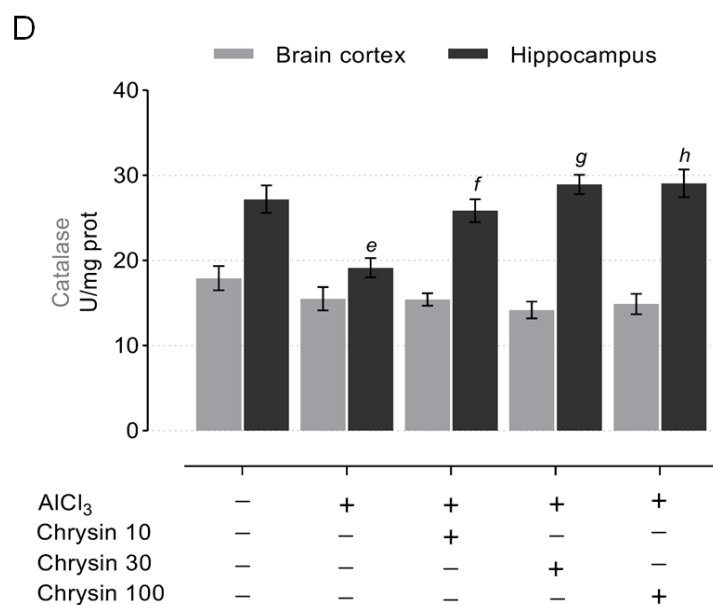 D
Brain cortex Hippocampus
40
30
20
10
0
Catalase
U/mg prot
e
f
g
h
AlCl₃ – + + + +
Chrysin 10 – – + – –
Chrysin 30 – – – + –
Chrysin 100 – – – – +